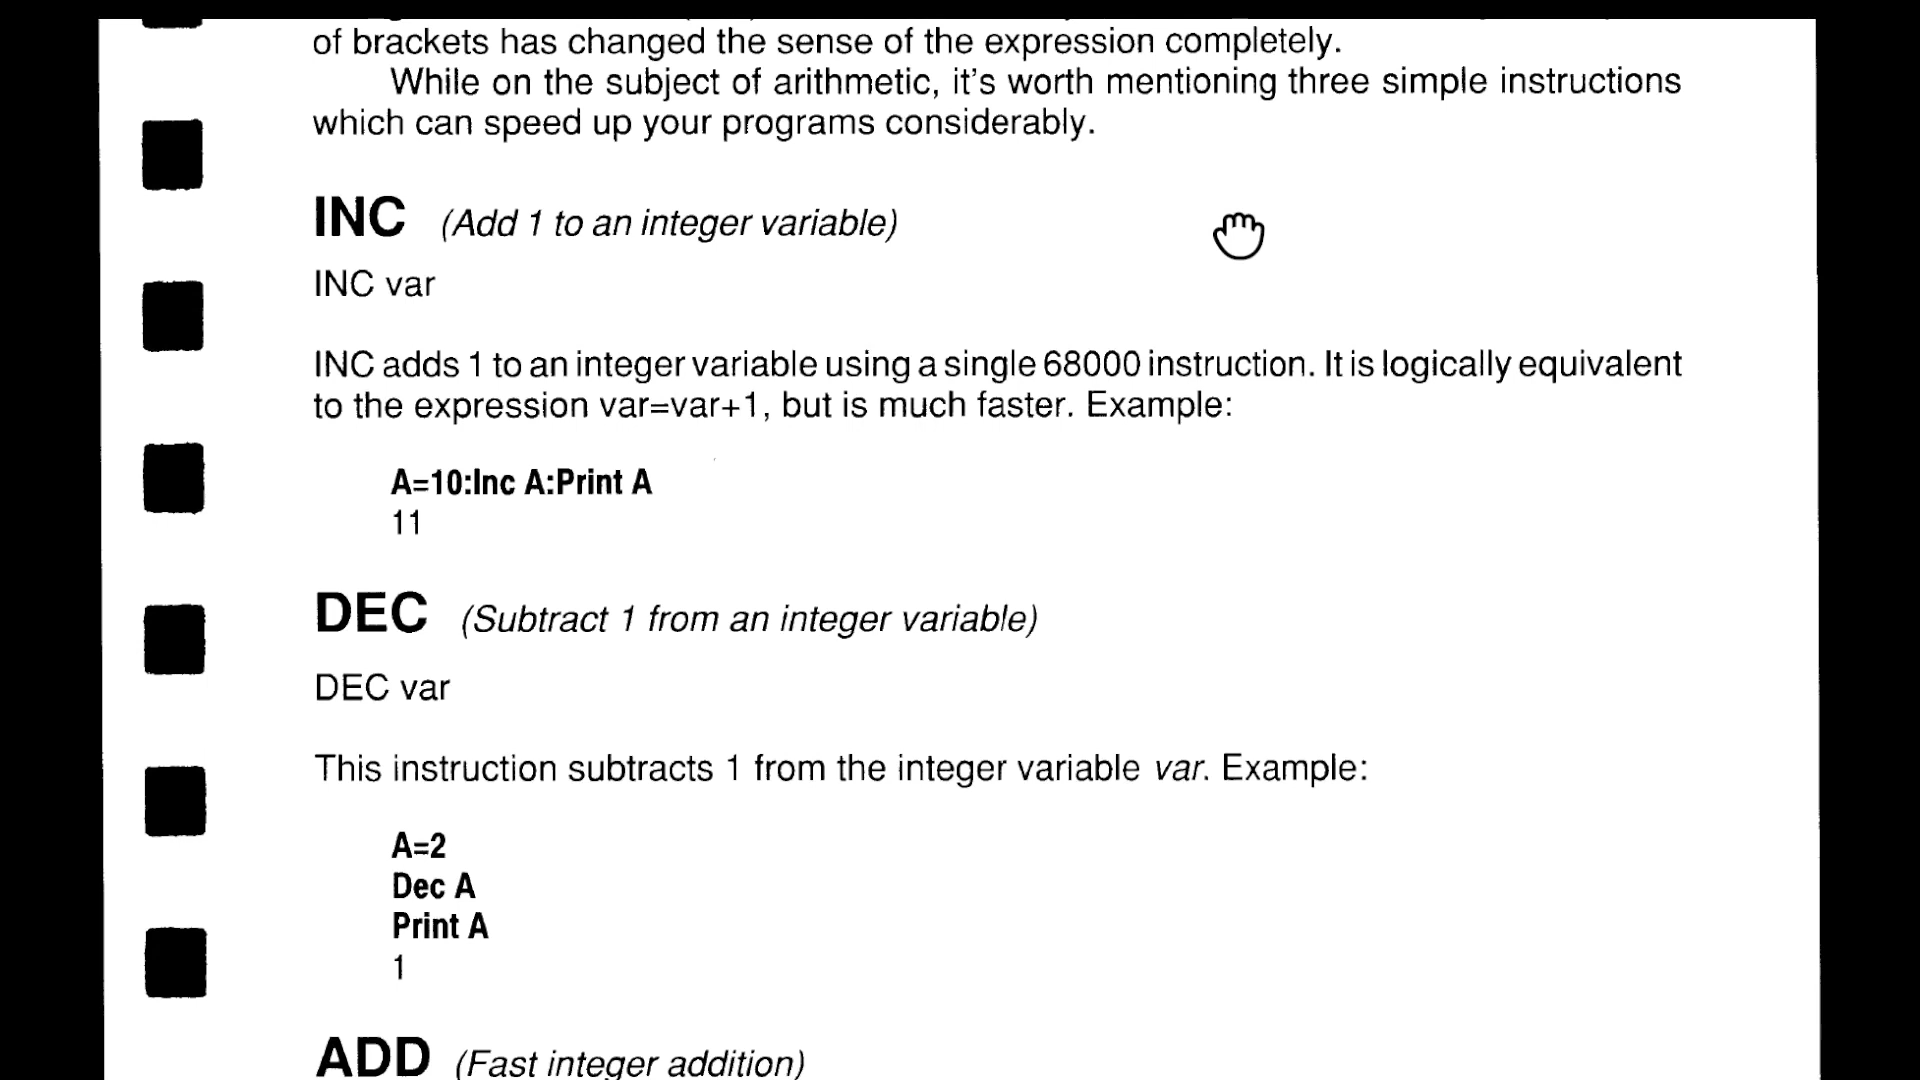 of brackets has changed the sense of the expression completely.
While on the subject of arithmetic, it's worth mentioning three simple instructions
which can speed up your programs considerably.
INC (Add 1 to an integer variable)
INC var
INC adds 1 to an integer variable using a single 68000 instruction. It is logically equivalent
to the expression var=var+1, but is much faster. Example:
A=10:Inc A:Print A
11
DEC (Subtract 1 from an integer variable)
DEC var
This instruction subtracts 1 from the integer variable var. Example:
A=2
Dec A
Print A
1
ADD (Fast integer addition)